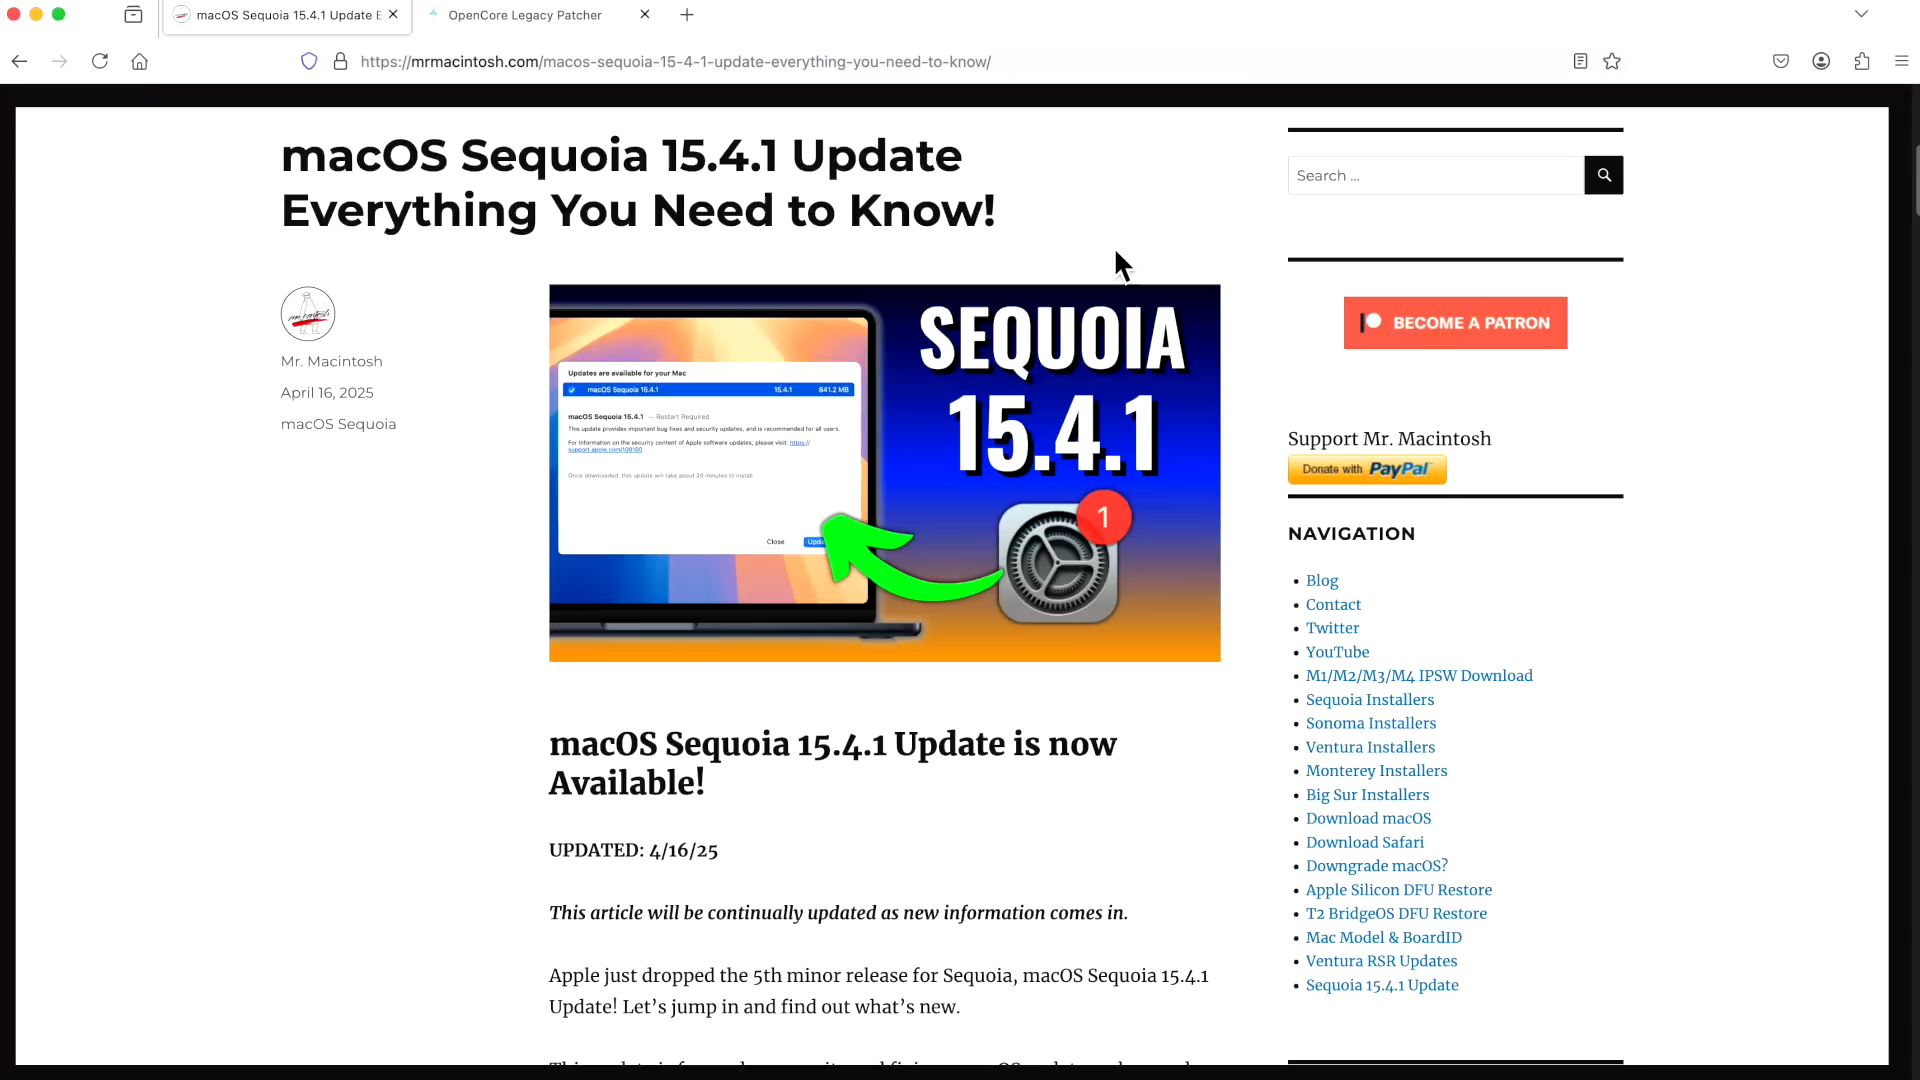 macOS Sequoia 15.4.1 Update E
OpenCore Legacy Patcher
https://mrmacintosh.com/macos-sequoia-15-4-1-update-everything-you-need-to-know/
macOS Sequoia 15.4.1 Update
Everything You Need to Know!
Mr. Macintosh
April 16, 2025
macOS Sequoia
Updates are available for your Mac
macOS Sequoia 15.4.1 15.4.1 841.2 MB
macOS Sequoia 15.4.1 — Restart Required
This update provides important bug fixes and security updates, and is recommended for all users.
For information on the security content of Apple software updates, please visit: https://
support.apple.com/100100
Once downloaded, this update will take about 20 minutes to install.
Close
SEQUOIA
15.4.1
1
macOS Sequoia 15.4.1 Update is now
Available!
UPDATED: 4/16/25
This article will be continually updated as new information comes in.
Apple just dropped the 5th minor release for Sequoia, macOS Sequoia 15.4.1
Update! Let's jump in and find out what's new.
Search ...
BECOME A PATRON
Support Mr. Macintosh
Donate with PayPal
NAVIGATION
Blog
Contact
Twitter
YouTube
M1/M2/M3/M4 IPSW Download
Sequoia Installers
Sonoma Installers
Ventura Installers
Monterey Installers
Big Sur Installers
Download macOS
Download Safari
Downgrade macOS?
Apple Silicon DFU Restore
T2 BridgeOS DFU Restore
Mac Model & BoardID
Ventura RSR Updates
Sequoia 15.4.1 Update